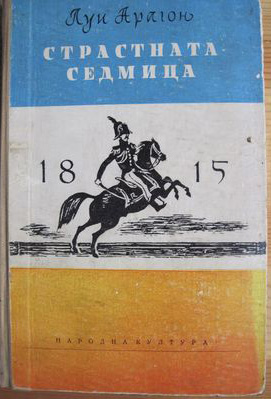 Луи Арагон
СТРАСТНАТА
СЕДМИЦА
18 15
НАРОДНА КУЛТУРА